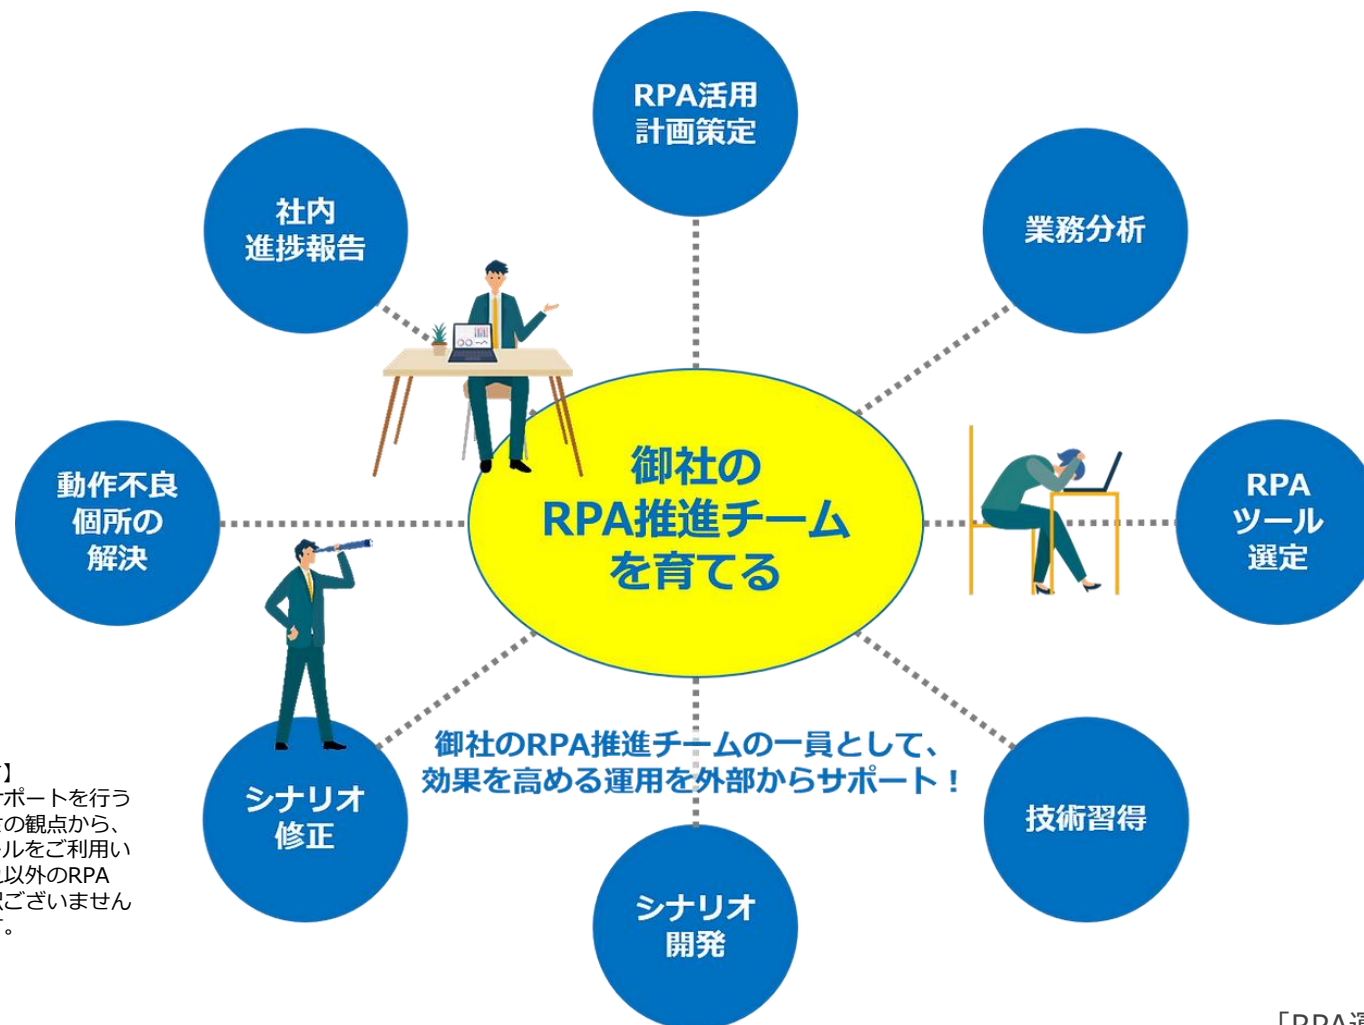 RPA活用
計画策定
社内
進捗報告
業務分析
動作不良
個所の
解決
御社の
RPA推進チーム
を育てる
RPA
ツール
選定
御社のRPA推進チームの一員として、
効果を高める運用を外部からサポート！
シナリオ
修正
技術習得
シナリオ
開発
】
ポートを行う
の観点から、
ールをご利用い
以外のRPA
ございません
。
「RPA運